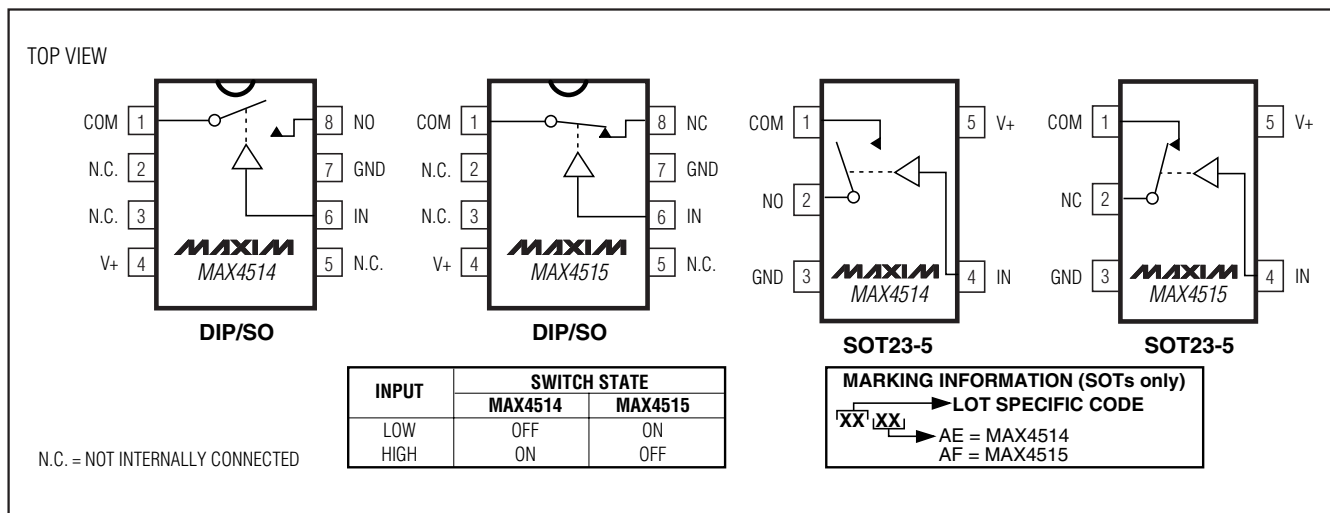 TOP VIEW
COM 1
N.C. 2
N.C. 3
V+ 4
8 NO
7 GND
6 IN
5 N.C.
MAXIM
MAX4514
DIP/SO
COM 1
N.C. 2
N.C. 3
V+ 4
8 NC
7 GND
6 IN
5 N.C.
MAXIM
MAX4515
DIP/SO
COM 1
NO 2
GND 3
5 V+
4 IN
MAXIM
MAX4514
SOT23-5
COM 1
NC 2
GND 3
5 V+
4 IN
MAXIM
MAX4515
SOT23-5
INPUT SWITCH STATE
MAX4514 MAX4515
LOW OFF ON
HIGH ON OFF
MARKING INFORMATION (SOTs only)
XX XX LOT SPECIFIC CODE
AE = MAX4514
AF = MAX4515
N.C. = NOT INTERNALLY CONNECTED